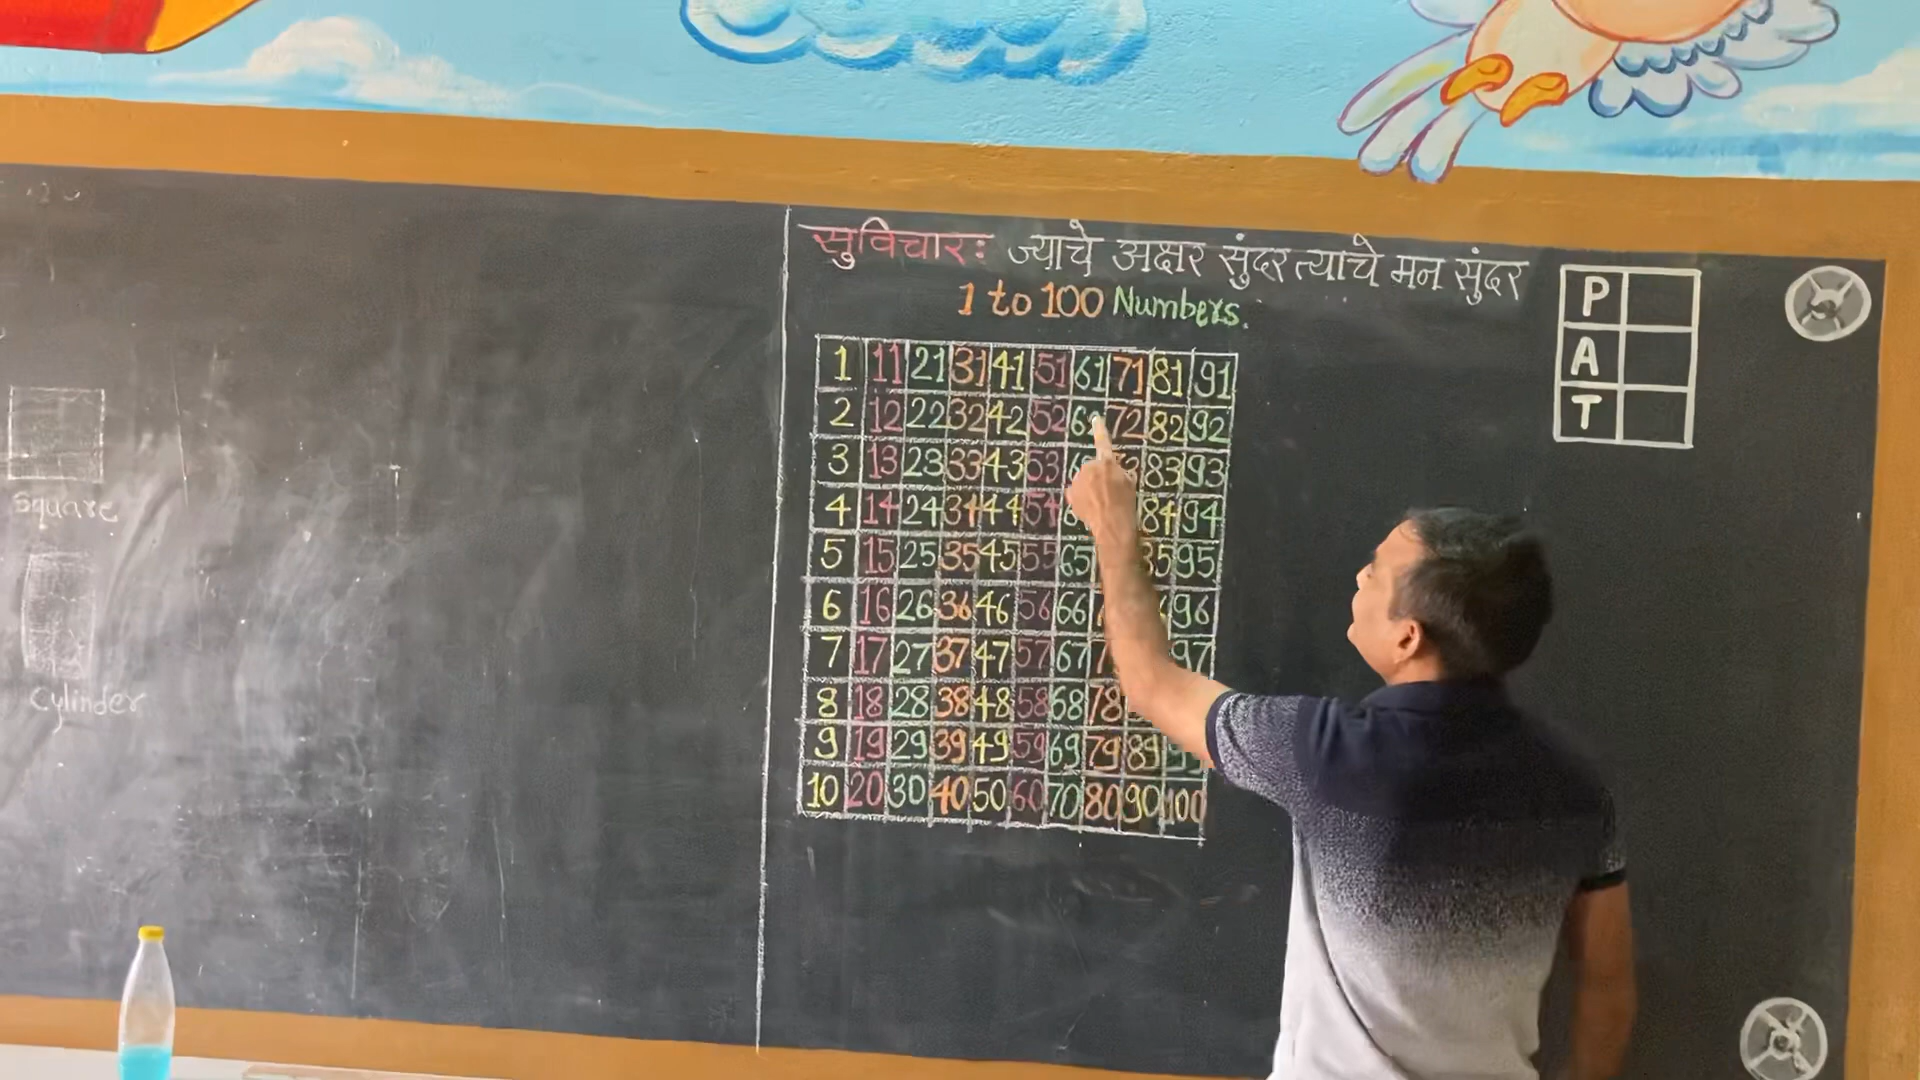 सुविचार: ज्याचे अक्षर सुंदर त्याचे मन सुंदर
1 to 100 Numbers.
1 11 21 31 41 51 61 71 81 91
2 12 22 32 42 52 62 72 82 92
3 13 23 33 43 53 83 93
4 14 24 34 44 54 84 94
5 15 25 35 45 55 65 95
6 16 26 36 46 56 66 96
7 17 27 37 47 57 67 97
8 18 28 38 48 58 68 78
9 19 29 39 49 59 69 79 89
10 20 30 40 50 60 70 80 90 100
P
A
T
Square
Cylinder